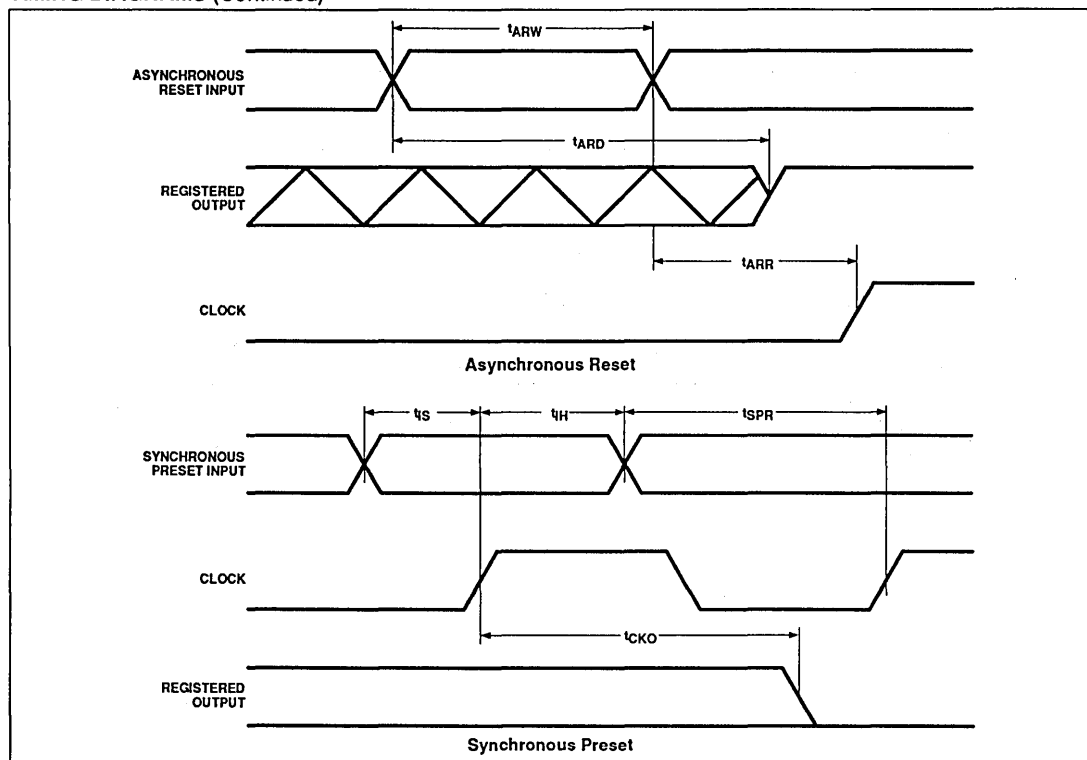 tARW
ASYNCHRONOUS
RESET INPUT
tARD
REGISTERED
OUTPUT
tARR
CLOCK
Asynchronous Reset
tIS
tIH
tSPR
SYNCHRONOUS
PRESET INPUT
CLOCK
tCKO
REGISTERED
OUTPUT
Synchronous Preset